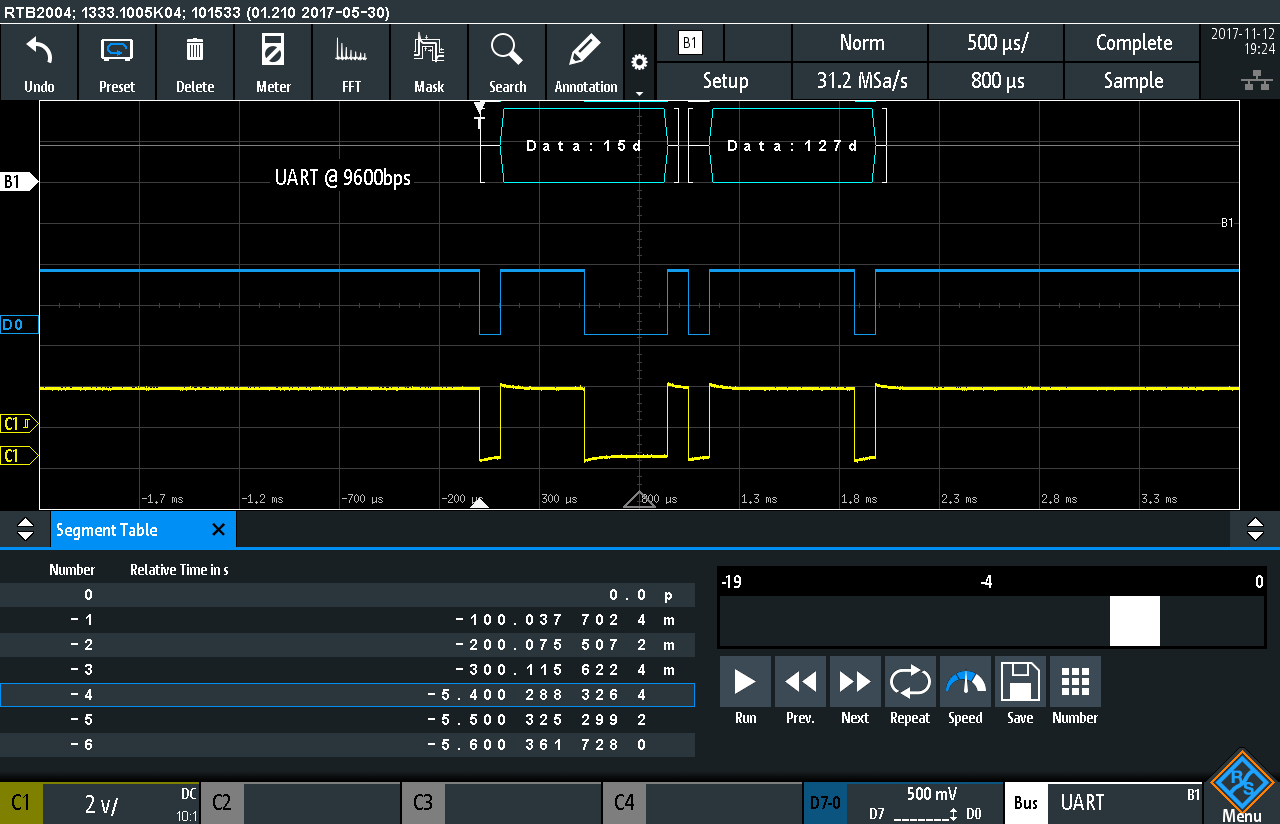 RTB2004; 1333.1005K04; 101533 (01.210 2017-05-30)
Undo Preset Delete Meter FFT Mask Search Annotation
B1 Norm 500 µs/ Complete
Setup 31.2 MSa/s 800 µs Sample
2017-11-12
19:24
T
Data:15d Data:127d
B1
UART @ 9600bps
B1
D0
C1
C1
-1.7 ms -1.2 ms -700 µs -200 µs 300 µs 800 µs 1.3 ms 1.8 ms 2.3 ms 2.8 ms 3.3 ms
Segment Table
Number Relative Time in s
0 0.0 p
-1 -100.037 702 4 m
-2 -200.075 507 2 m
-3 -300.115 622 4 m
-4 -5.400 288 326 4
-5 -5.500 325 299 2
-6 -5.600 361 728 0
-19 -4 0
Run Prev. Next Repeat Speed Save Number
C1 2 V/ DC 10:1 C2 C3 C4 D7-0 500 mV D7 D0 Bus UART B1
R&S
Menu